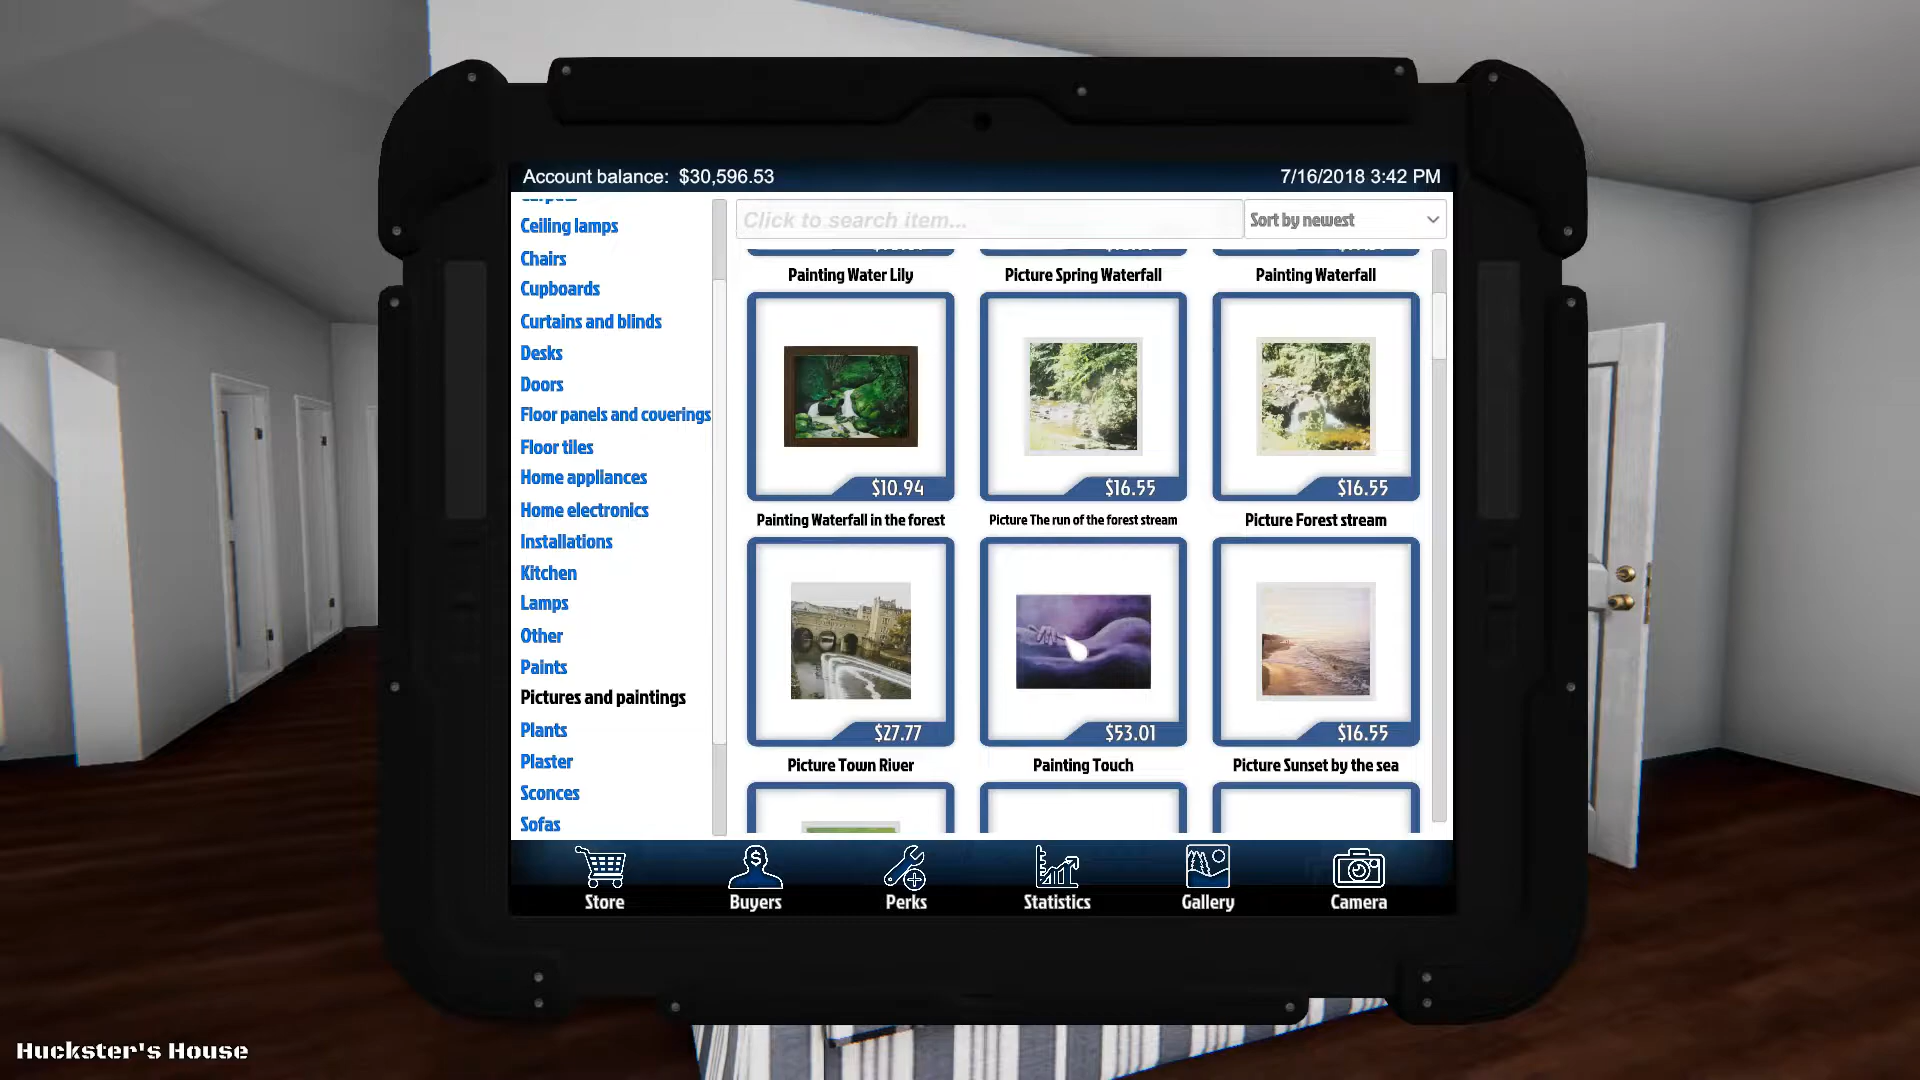 Account balance: $30,596.53
7/16/2018 3:42 PM
Click to search item...
Sort by newest
Ceiling lamps
Chairs
Cupboards
Curtains and blinds
Desks
Doors
Floor panels and coverings
Floor tiles
Home appliances
Home electronics
Installations
Kitchen
Lamps
Other
Paints
Pictures and paintings
Plants
Plaster
Sconces
Sofas
Painting Water Lily
Picture Spring Waterfall
Painting Waterfall
$10.94
$16.55
$16.55
Painting Waterfall in the forest
Picture The run of the forest stream
Picture Forest stream
$27.77
$53.01
$16.55
Picture Town River
Painting Touch
Picture Sunset by the sea
Store
Buyers
Perks
Statistics
Gallery
Camera
Huckster's House